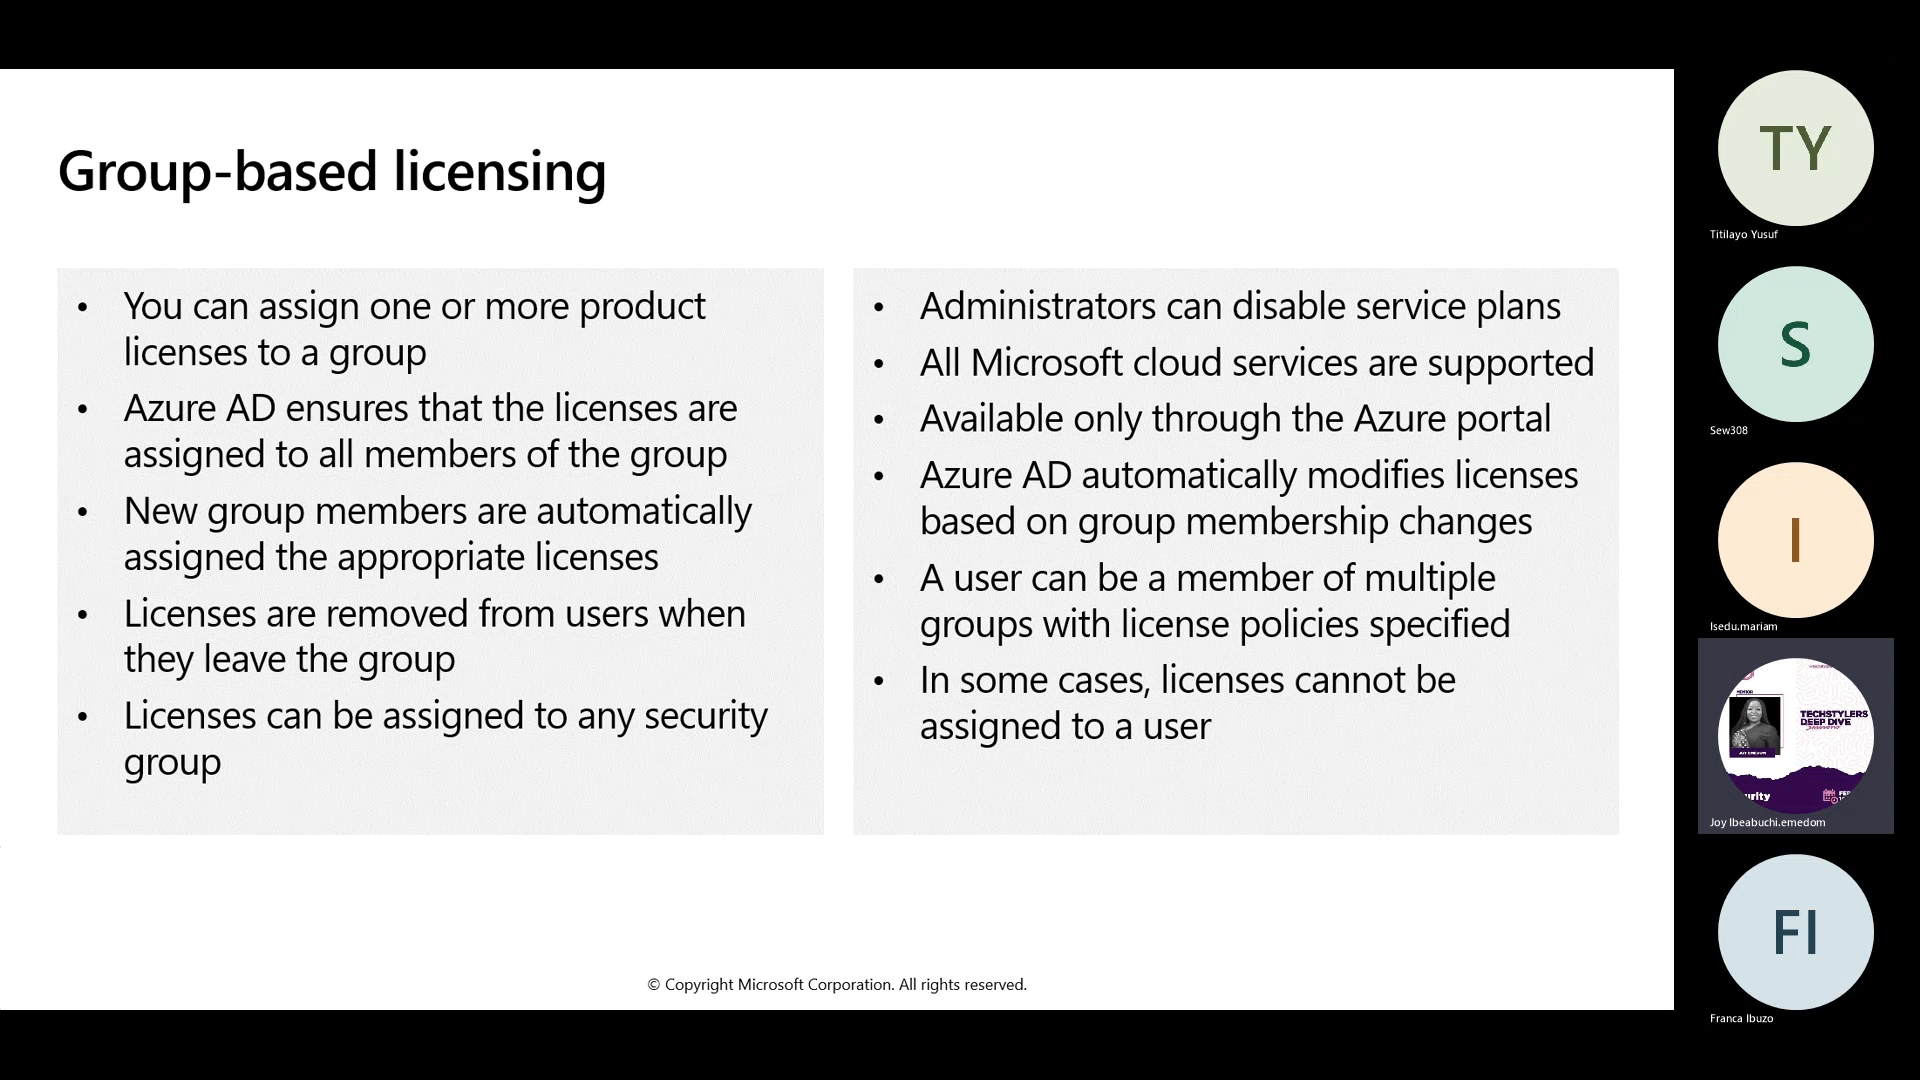 Group-based licensing
• You can assign one or more product
licenses to a group
• Azure AD ensures that the licenses are
assigned to all members of the group
• New group members are automatically
assigned the appropriate licenses
• Licenses are removed from users when
they leave the group
• Licenses can be assigned to any security
group
• Administrators can disable service plans
• All Microsoft cloud services are supported
• Available only through the Azure portal
• Azure AD automatically modifies licenses
based on group membership changes
• A user can be a member of multiple
groups with license policies specified
• In some cases, licenses cannot be
assigned to a user
© Copyright Microsoft Corporation. All rights reserved.
TY
Titilayo Yusuf
S
Sew308
I
Isedu.mariam
MENTOR
TECHSTYLERS
DEEP DIVE
JOY EMEDOM
urity
FE
Joy Ibeabuchi.emedom
FI
Franca Ibuzo